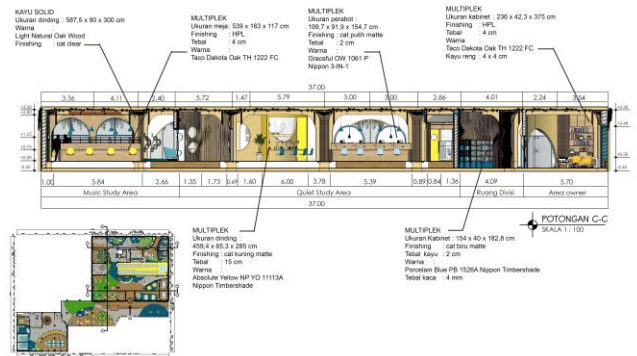 KAYU SOLID
Ukuran dinding : 587,5 x 90 x 300 cm
Warna :
Light Natural Oak Wood
Finishing : cat clear
MULTIPLEK
Ukuran meja: 539 x 163 x 117 cm
Finishing : HPL
Tebal : 4 cm
Warna :
Taco Dakota Oak TH 1222 FC
MULTIPLEK
Ukuran perabot :
199,7 x 91,9 x 154,7 cm
Finishing : cat putih matte
Tebal : 2 cm
Warna :
Graceful OW 1061 P
Nippon 3-IN-1
MULTIPLEK
Ukuran kabinet : 236 x 42,3 x 375 cm
Finishing : HPL
Tebal : 4 cm
Warna :
Taco Dakota Oak TH 1222 FC
Kayu reng : 4 x 4 cm
37.00
3.36 4.11 2.40 5.72 1.47 5.79 3.00 3.00 2.86 4.01 2.24 3.54
1.00 5.84 2.66 1.35 1.73 0.69 1.60 6.00 3.78 5.39 0.89 0.84 1.36 4.09 5.70
Music Study Area Quiet Study Area Ruang Divisi Area owner
37.00
POTONGAN C-C
SKALA 1 : 100
MULTIPLEK
Ukuran dinding :
459,4 x 65,3 x 285 cm
Finishing : cat kuning matte
Tebal : 15 cm
Warna :
Absolute Yellow NP YO 11113A
Nippon Timbershade
MULTIPLEK
Ukuran Kabinet : 154 x 40 x 182,8 cm
Finishing : cat biru matte
Tebal kayu : 2 cm
Warna :
Porcelain Blue PB 1526A Nippon Timbershade
Tebal kaca : 4 mm